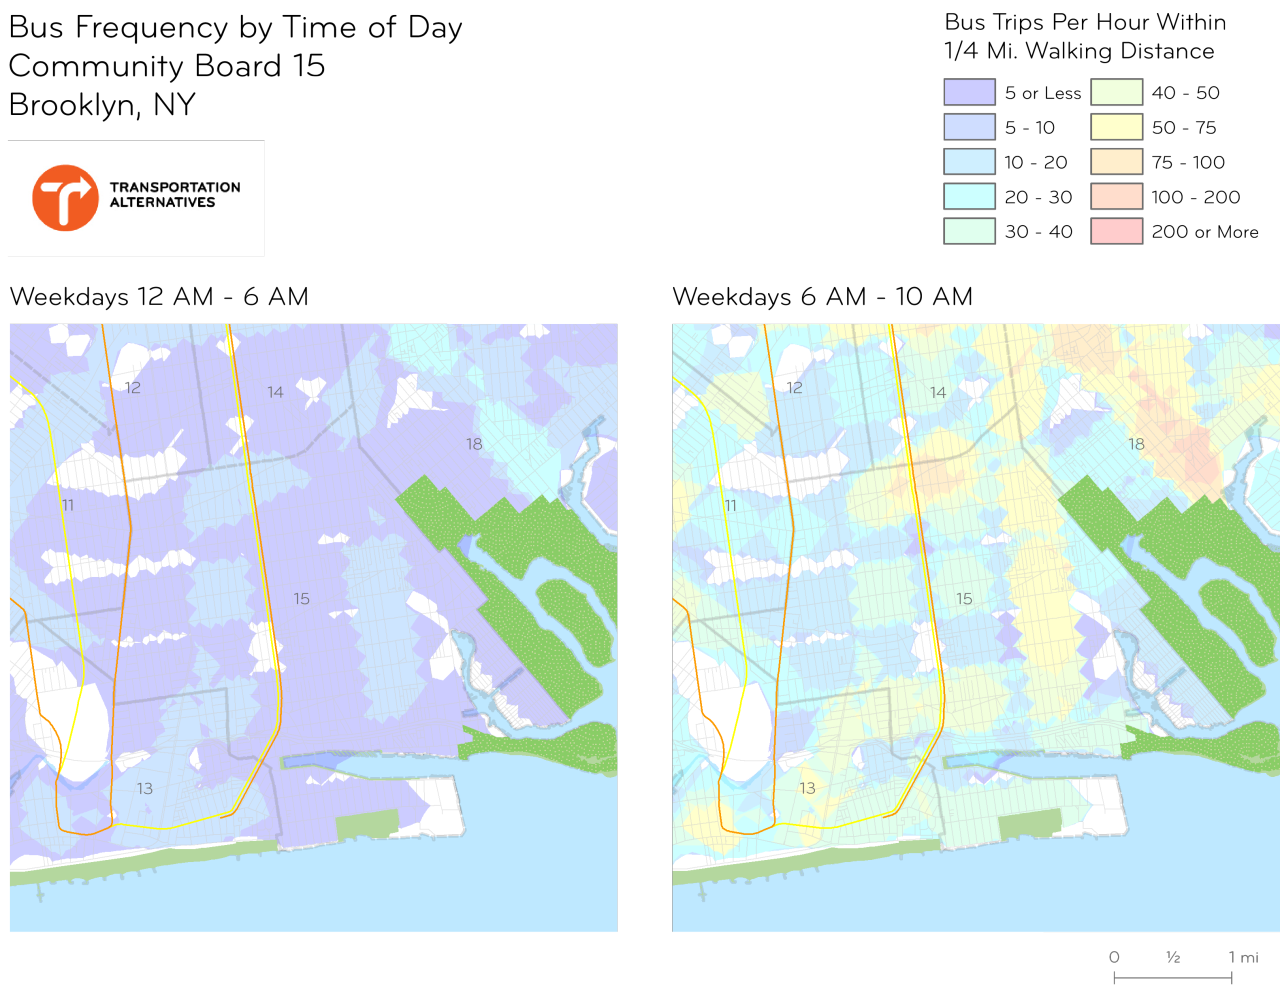 Bus Frequency by Time of Day
Community Board 15
Brooklyn, NY
TRANSPORTATION
ALTERNATIVES
Bus Trips Per Hour Within
1/4 Mi. Walking Distance
5 or Less
5 - 10
10 - 20
20 - 30
30 - 40
40 - 50
50 - 75
75 - 100
100 - 200
200 or More
Weekdays 12 AM - 6 AM
12
14
18
11
15
13
Weekdays 6 AM - 10 AM
12
14
18
11
15
13
0 ½ 1 mi